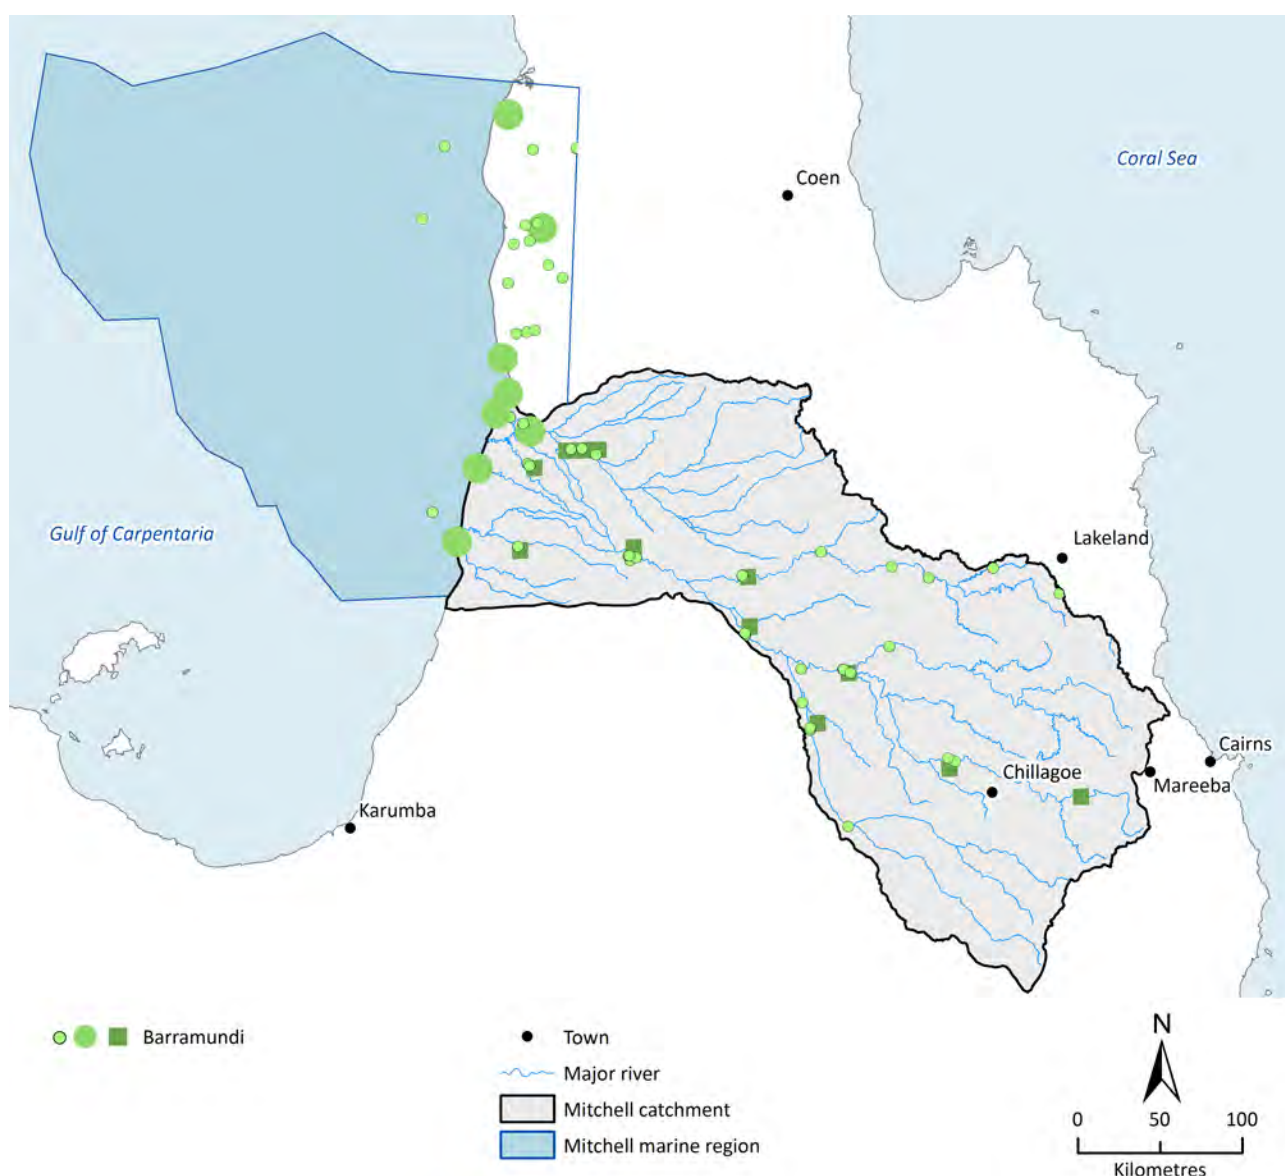 Coral Sea
Coen
Gulf of Carpentaria
Lakeland
Cairns
Chillagoe
Mareeba
Karumba
Barramundi
Town
Major river
Mitchell catchment
Mitchell marine region
N
0 50 100
Kilometres